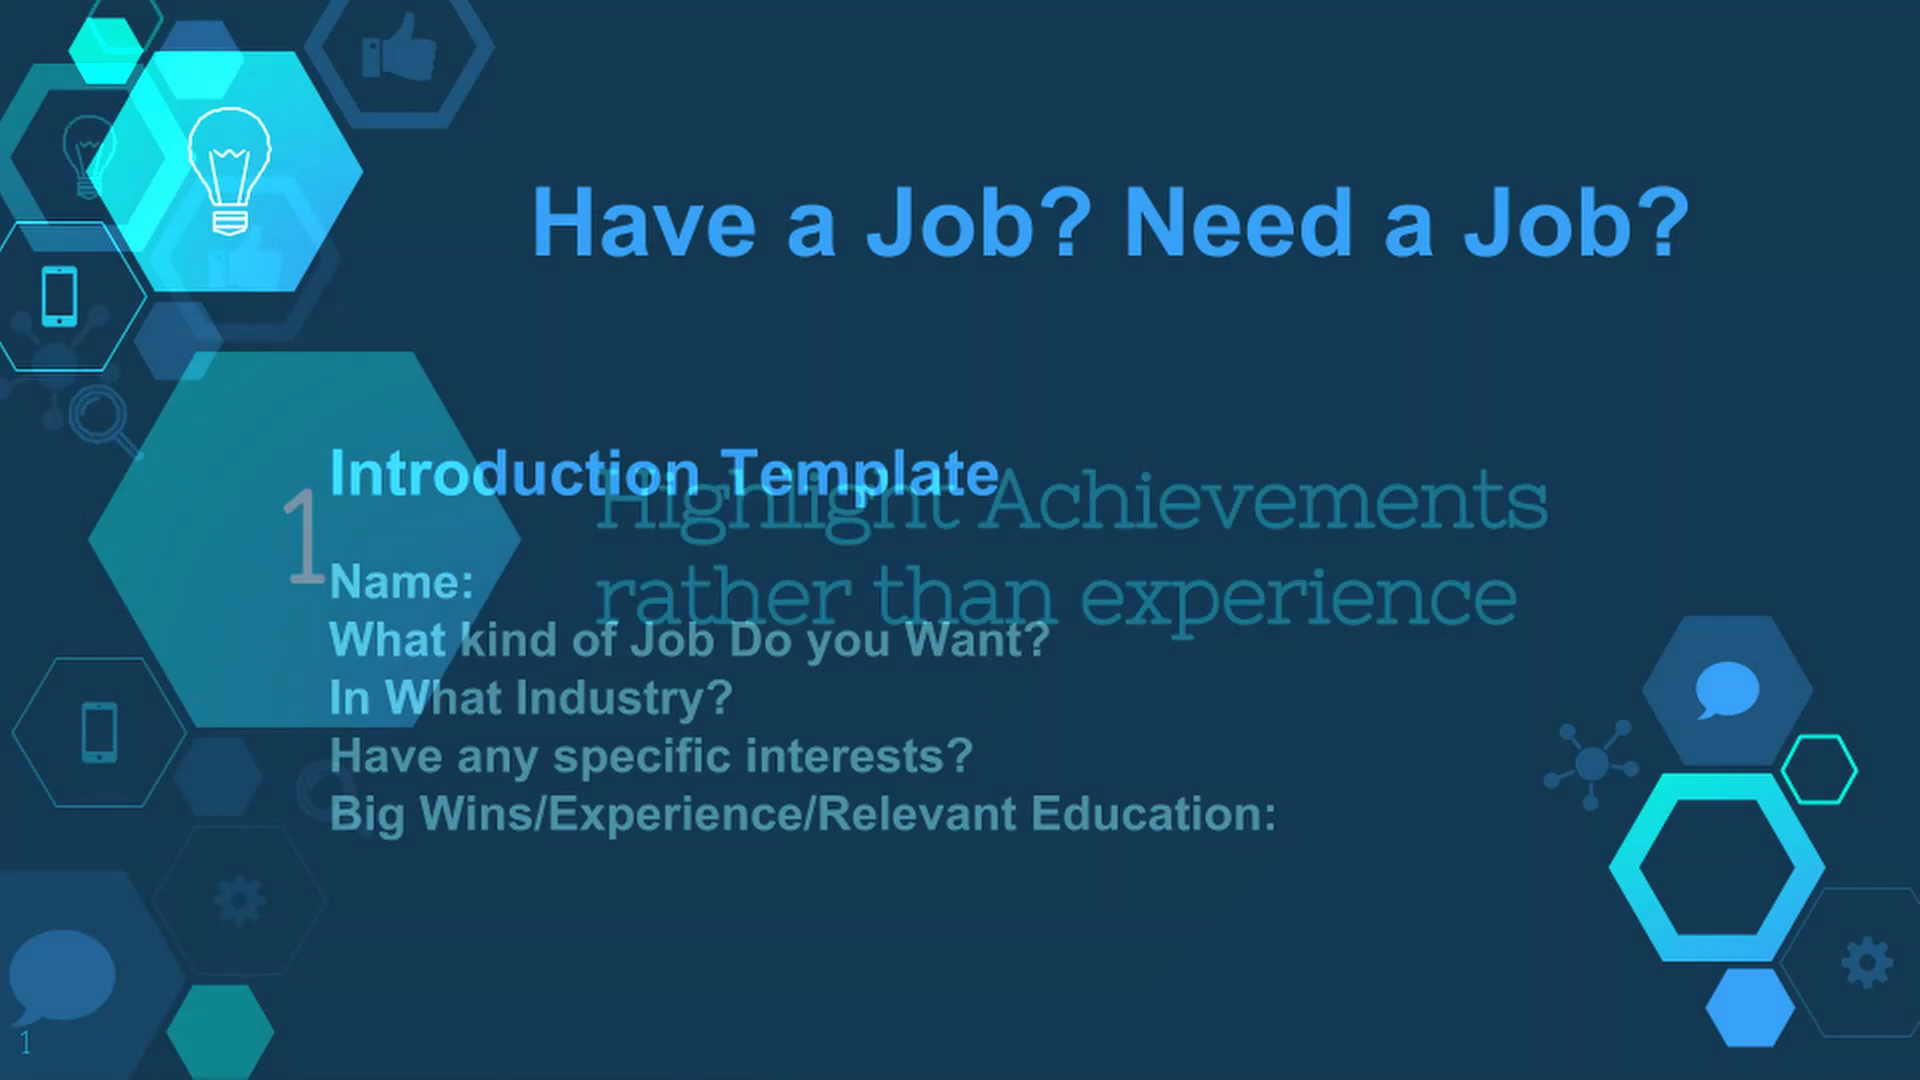 Have a Job? Need a Job?
Introduction Template
Highlight Achievements
rather than experience
1
Name:
What kind of Job Do you Want?
In What Industry?
Have any specific interests?
Big Wins/Experience/Relevant Education:
1